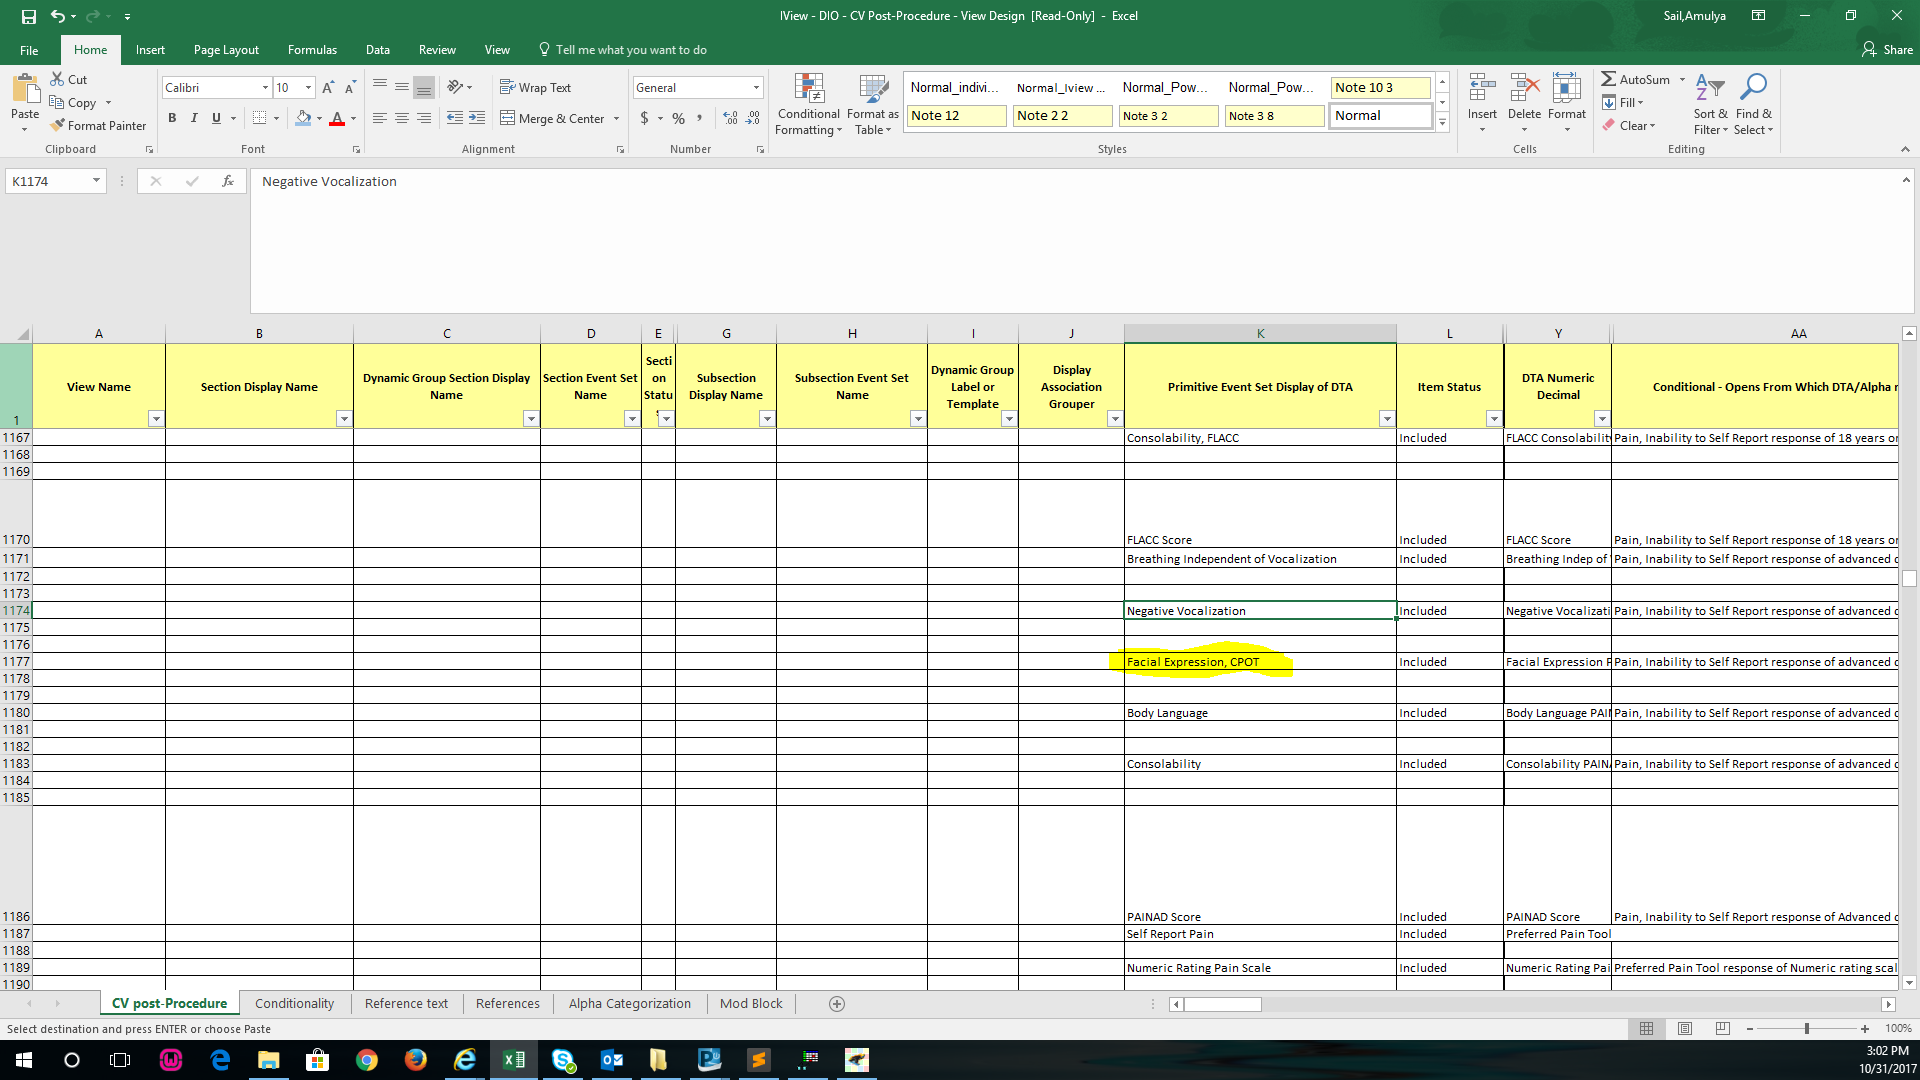 IView - DIO - CV Post-Procedure - View Design [Read-Only] - Excel
Sail,Amulya
File Home Insert Page Layout Formulas Data Review View Tell me what you want to do
Share
Paste
Cut
Copy
Format Painter
Calibri 10
B I U
Wrap Text
Merge & Center
General
$ %
Conditional Formatting
Format as Table
Normal_indivi... Normal_Iview ... Normal_Pow... Normal_Pow... Note 10 3
Note 12 Note 2 2 Note 3 2 Note 3 8 Normal
Insert Delete Format
AutoSum
Fill
Clear
Sort & Filter
Find & Select
Clipboard Font Alignment Number Styles Cells Editing
K1174 fx Negative Vocalization
A B C D E G H I J K L Y AA
1 View Name Section Display Name Dynamic Group Section Display Name Section Event Set Name Secti on Statu Subsection Display Name Subsection Event Set Name Dynamic Group Label or Template Display Association Grouper Primitive Event Set Display of DTA Item Status DTA Numeric Decimal Conditional - Opens From Which DTA/Alpha r
1167 Consolability, FLACC Included FLACC Consolability Pain, Inability to Self Report response of 18 years or
1168
1169
1170 FLACC Score Included FLACC Score Pain, Inability to Self Report response of 18 years or
1171 Breathing Independent of Vocalization Included Breathing Indep of Pain, Inability to Self Report response of advanced c
1172
1173
1174 Negative Vocalization Included Negative Vocalizati Pain, Inability to Self Report response of advanced c
1175
1176
1177 Facial Expression, CPOT Included Facial Expression P Pain, Inability to Self Report response of advanced c
1178
1179
1180 Body Language Included Body Language PAIN Pain, Inability to Self Report response of advanced c
1181
1182
1183 Consolability Included Consolability PAINA Pain, Inability to Self Report response of advanced c
1184
1185
1186 PAINAD Score Included PAINAD Score Pain, Inability to Self Report response of Advanced c
1187 Self Report Pain Included Preferred Pain Tool
1188
1189 Numeric Rating Pain Scale Included Numeric Rating Pai Preferred Pain Tool response of Numeric rating scal
1190
CV post-Procedure Conditionality Reference text References Alpha Categorization Mod Block
Select destination and press ENTER or choose Paste
100%
3:02 PM
10/31/2017